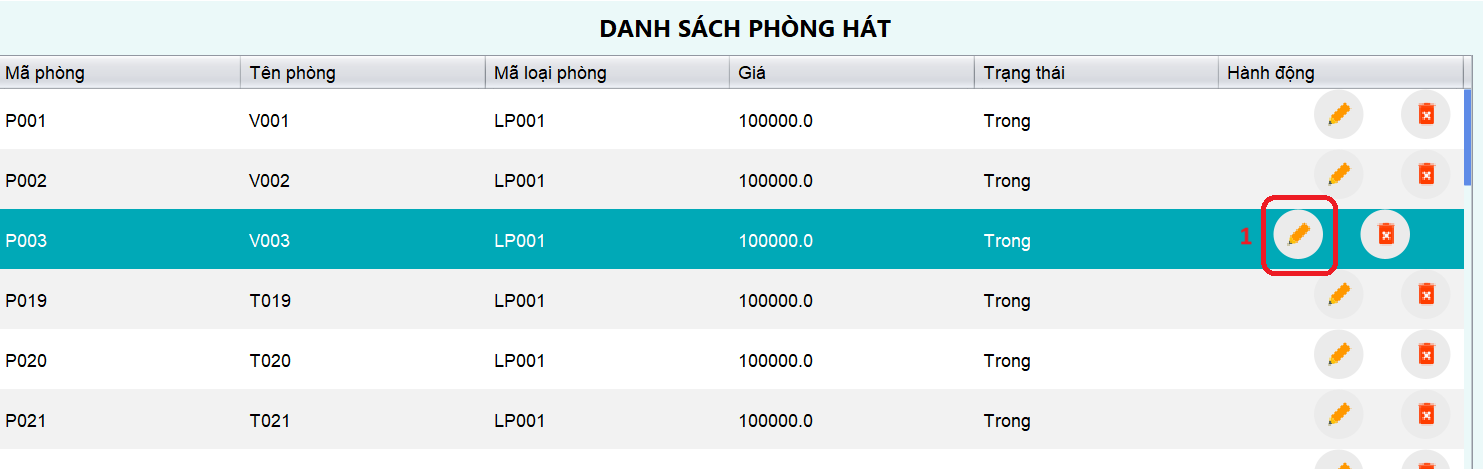 DANH SÁCH PHÒNG HÁT
Mã phòng Tên phòng Mã loại phòng Giá Trạng thái Hành động
P001 V001 LP001 100000.0 Trong
P002 V002 LP001 100000.0 Trong
P003 V003 LP001 100000.0 Trong 1
P019 T019 LP001 100000.0 Trong
P020 T020 LP001 100000.0 Trong
P021 T021 LP001 100000.0 Trong